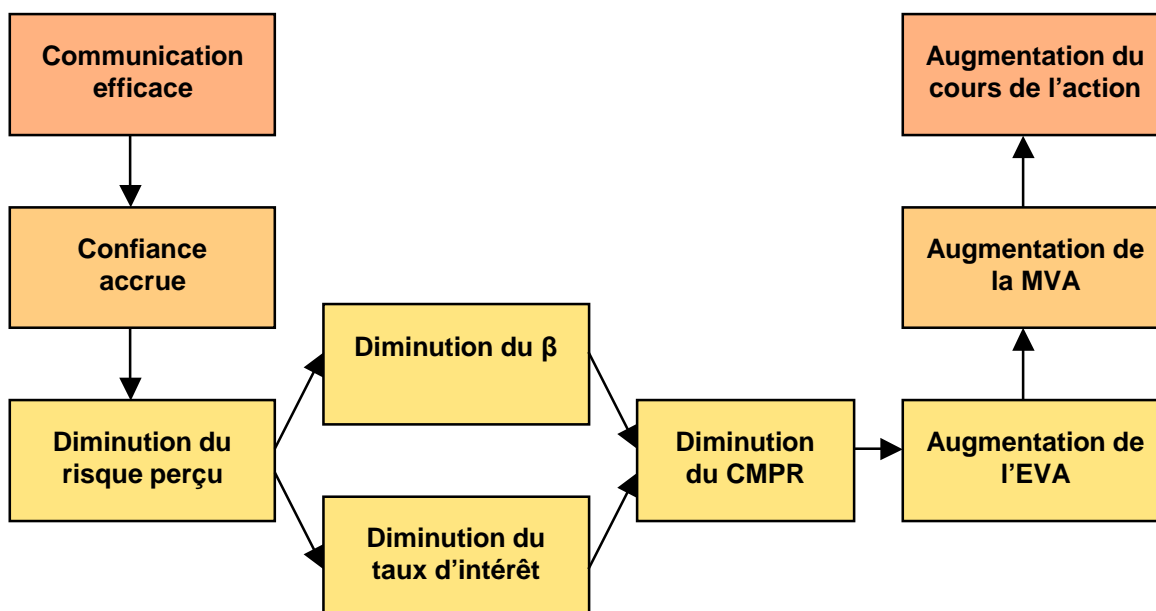 Communication
efficace
Augmentation du
cours de l’action
Confiance
accrue
Augmentation de
la MVA
Diminution du β
Diminution du
risque perçu
Diminution
du CMPR
Augmentation de
l’EVA
Diminution du
taux d’intérêt